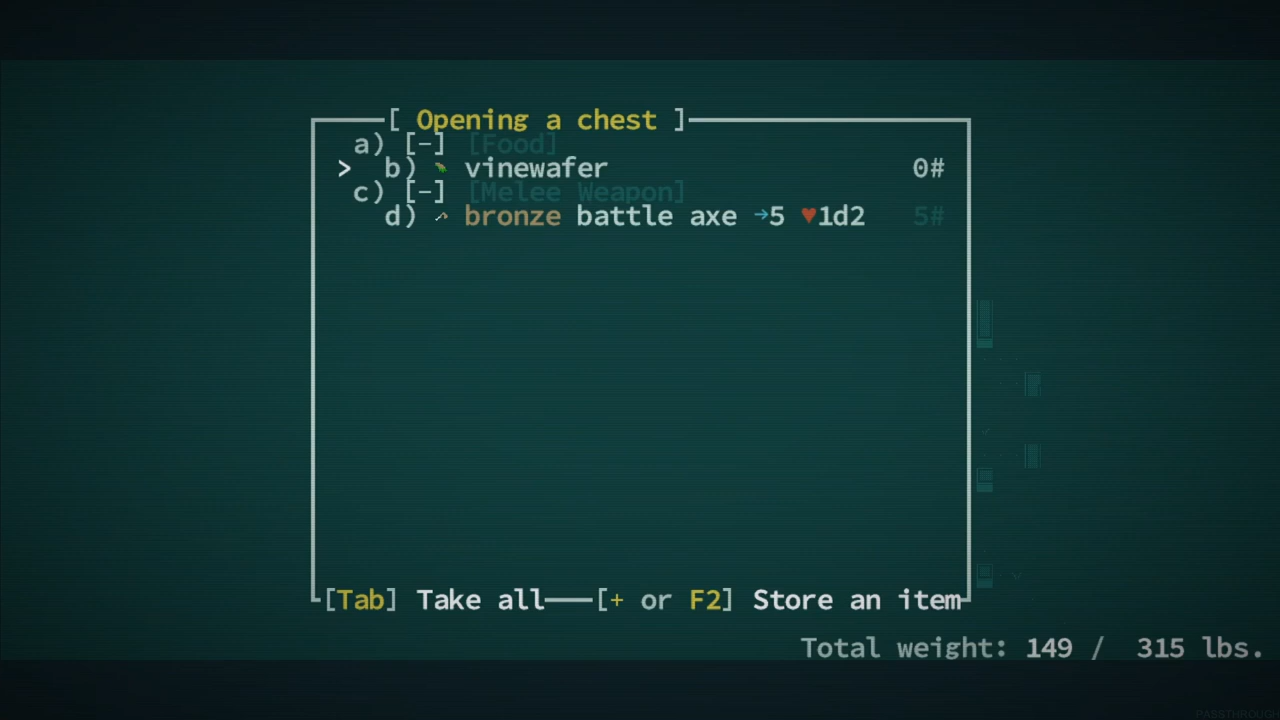 [ Opening a chest ]
a) [-] [Food]
> b) vinewafer 0#
c) [-] [Melee Weapon]
d) bronze battle axe →5 ♥1d2 5#
[Tab] Take all [+ or F2] Store an item
Total weight: 149 / 315 lbs.